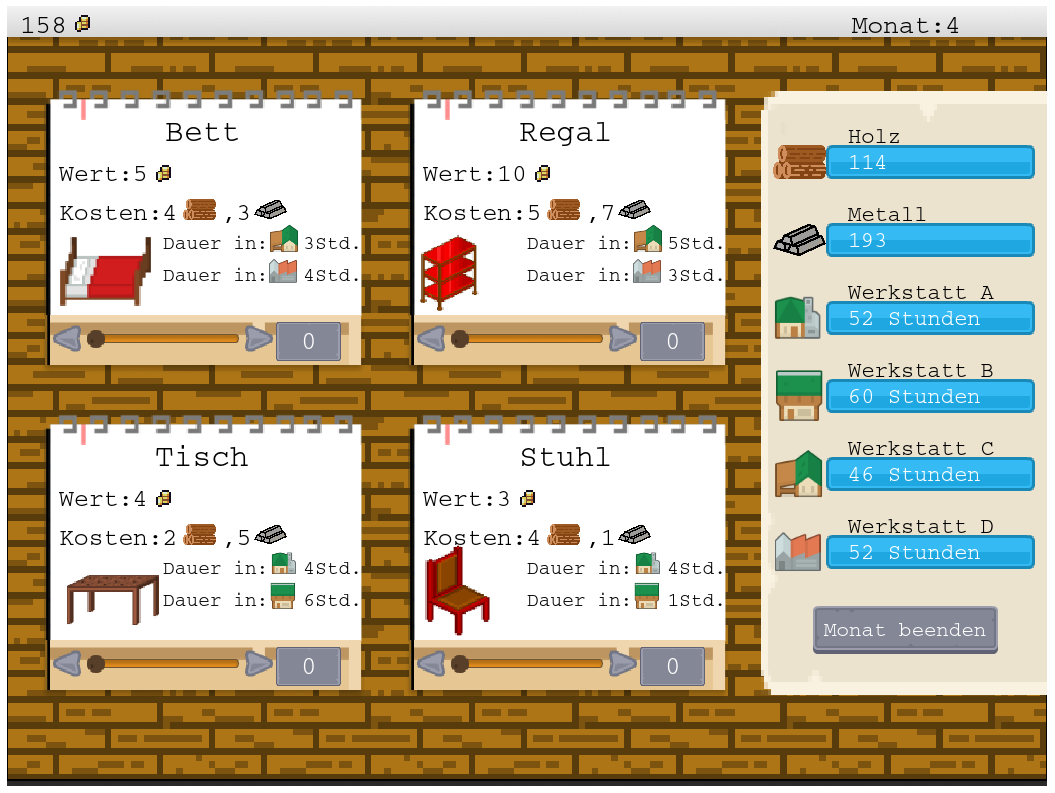 158 Monat:4
Bett
Wert:5
Kosten:4 ,3
Dauer in: 3Std.
Dauer in: 4Std.
0
Regal
Wert:10
Kosten:5 ,7
Dauer in: 5Std.
Dauer in: 3Std.
0
Tisch
Wert:4
Kosten:2 ,5
Dauer in: 4Std.
Dauer in: 6Std.
0
Stuhl
Wert:3
Kosten:4 ,1
Dauer in: 4Std.
Dauer in: 1Std.
0
Holz
114
Metall
193
Werkstatt A
52 Stunden
Werkstatt B
60 Stunden
Werkstatt C
46 Stunden
Werkstatt D
52 Stunden
Monat beenden